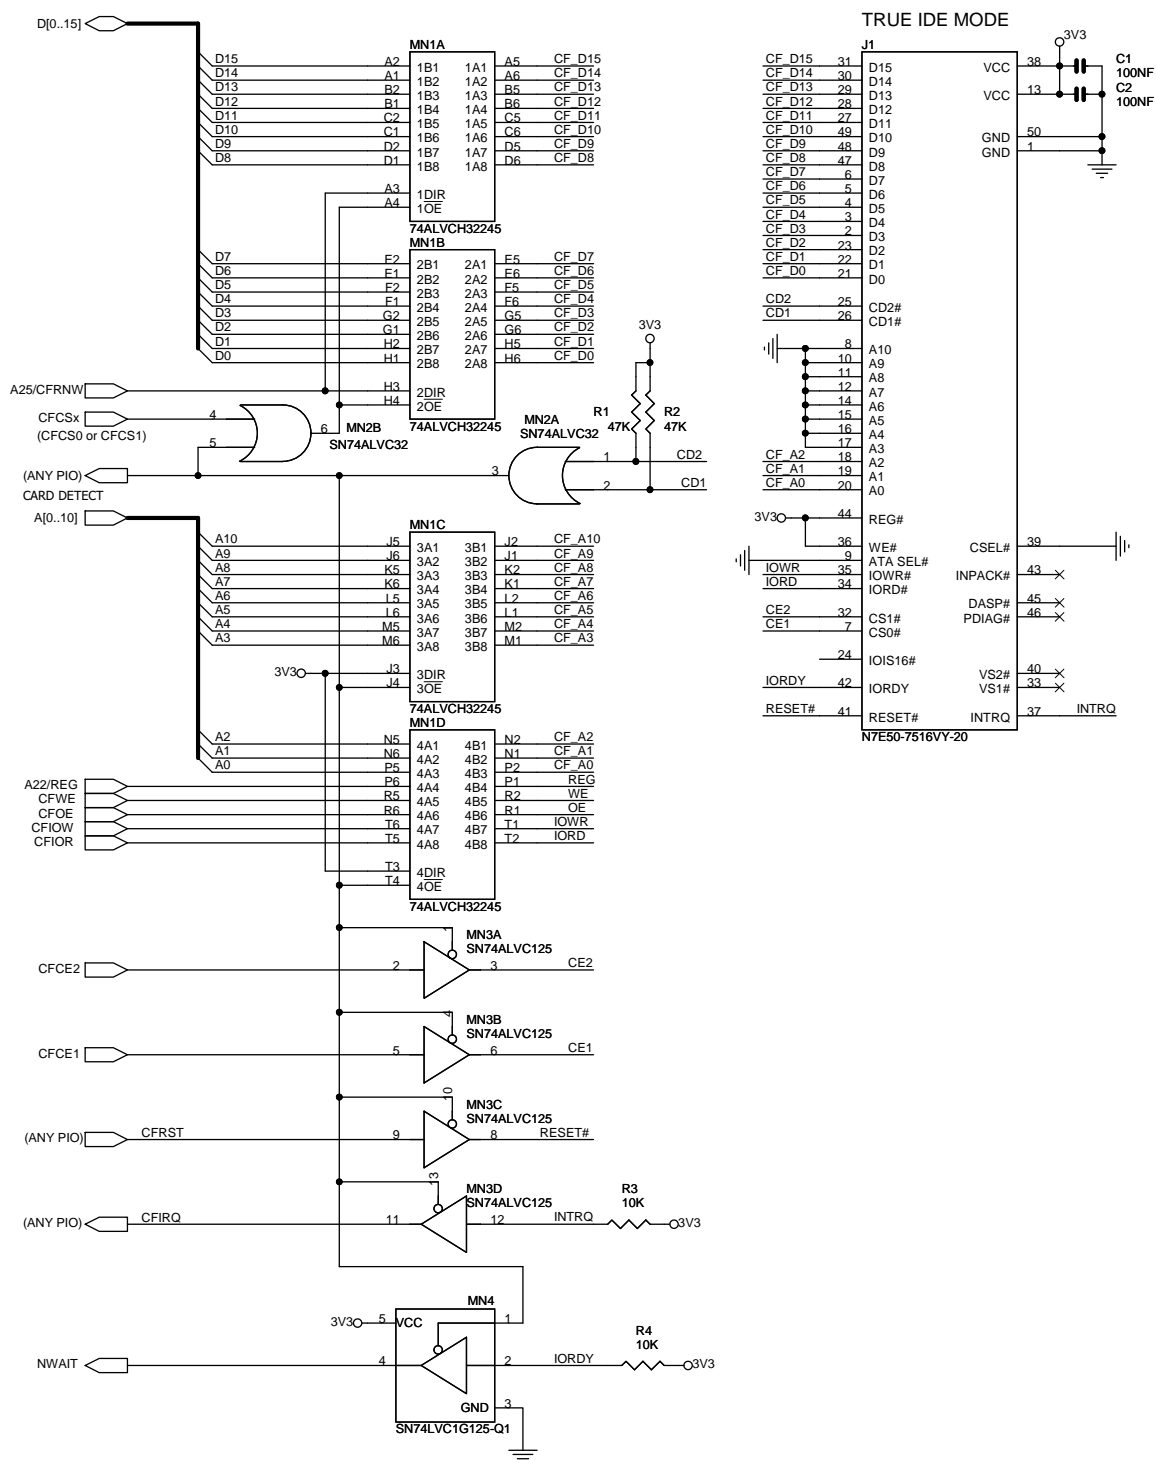 TRUE IDE MODE
D[0..15]
MN1A
D15 A2 1B1 1A1 A5 CF_D15
D14 A1 1B2 1A2 A6 CF_D14
D13 B2 1B3 1A3 B5 CF_D13
D12 B1 1B4 1A4 B6 CF_D12
D11 C2 1B5 1A5 C5 CF_D11
D10 C1 1B6 1A6 C6 CF_D10
D9 D2 1B7 1A7 D5 CF_D9
D8 D1 1B8 1A8 D6 CF_D8
A3 1DIR
A4 1OE
74ALVCH32245
MN1B
D7 E2 2B1 2A1 E5 CF_D7
D6 E1 2B2 2A2 E6 CF_D6
D5 F2 2B3 2A3 F5 CF_D5
D4 F1 2B4 2A4 F6 CF_D4
D3 G2 2B5 2A5 G5 CF_D3
D2 G1 2B6 2A6 G6 CF_D2
D1 H2 2B7 2A7 H5 CF_D1
D0 H1 2B8 2A8 H6 CF_D0
A25/CFRNW H3 2DIR
H4 2OE
74ALVCH32245
CFCSx 4
(CFCS0 or CFCS1)
5 6 MN2B
SN74ALVC32
MN2A
SN74ALVC32
3V3
R1
47K
R2
47K
1 CD2
2 CD1
3
(ANY PIO)
CARD DETECT
A[0..10]
MN1C
A10 J5 3A1 3B1 J2 CF_A10
A9 J6 3A2 3B2 J1 CF_A9
A8 K5 3A3 3B3 K2 CF_A8
A7 K6 3A4 3B4 K1 CF_A7
A6 L5 3A5 3B5 L2 CF_A6
A5 L6 3A6 3B6 L1 CF_A5
A4 M5 3A7 3B7 M2 CF_A4
A3 M6 3A8 3B8 M1 CF_A3
3V3 J3 3DIR
J4 3OE
74ALVCH32245
MN1D
A2 N5 4A1 4B1 N2 CF_A2
A1 N6 4A2 4B2 N1 CF_A1
A0 P5 4A3 4B3 P2 CF_A0
A22/REG P6 4A4 4B4 P1 REG
CFWE R5 4A5 4B5 R2 WE
CFOE R6 4A6 4B6 R1 OE
CFIOW T6 4A7 4B7 T1 IOWR
CFIOR T5 4A8 4B8 T2 IORD
T3 4DIR
T4 4OE
74ALVCH32245
1 MN3A
SN74ALVC125
CFCE2 2 3 CE2
4 MN3B
SN74ALVC125
CFCE1 5 6 CE1
10 MN3C
SN74ALVC125
(ANY PIO) CFRST 9 8 RESET#
13 MN3D
SN74ALVC125
(ANY PIO) CFIRQ 11 12 INTRQ
R3
10K
3V3
MN4
3V3 5 VCC 1
NWAIT 4 2 IORDY
R4
10K
3V3
GND 3
SN74LVC1G125-Q1
J1
3V3
CF_D15 31 D15
CF_D14 30 D14
CF_D13 29 D13
CF_D12 28 D12
CF_D11 27 D11
CF_D10 49 D10
CF_D9 48 D9
CF_D8 47 D8
CF_D7 6 D7
CF_D6 5 D6
CF_D5 4 D5
CF_D4 3 D4
CF_D3 2 D3
CF_D2 23 D2
CF_D1 22 D1
CF_D0 21 D0
CD2 25 CD2#
CD1 26 CD1#
8 A10
10 A9
11 A8
12 A7
14 A6
15 A5
16 A4
17 A3
CF_A2 18 A2
CF_A1 19 A1
CF_A0 20 A0
3V3 44 REG#
36 WE#
9 ATA SEL#
IOWR 35 IOWR#
IORD 34 IORD#
CE2 32 CS1#
CE1 7 CS0#
24 IOIS16#
IORDY 42 IORDY
RESET# 41 RESET#
VCC 38
VCC 13
C1
100NF
C2
100NF
GND 50
GND 1
CSEL# 39
INPACK# 43
DASP# 45
PDIAG# 46
VS2# 40
VS1# 33
INTRQ 37 INTRQ
N7E50-7516VY-20